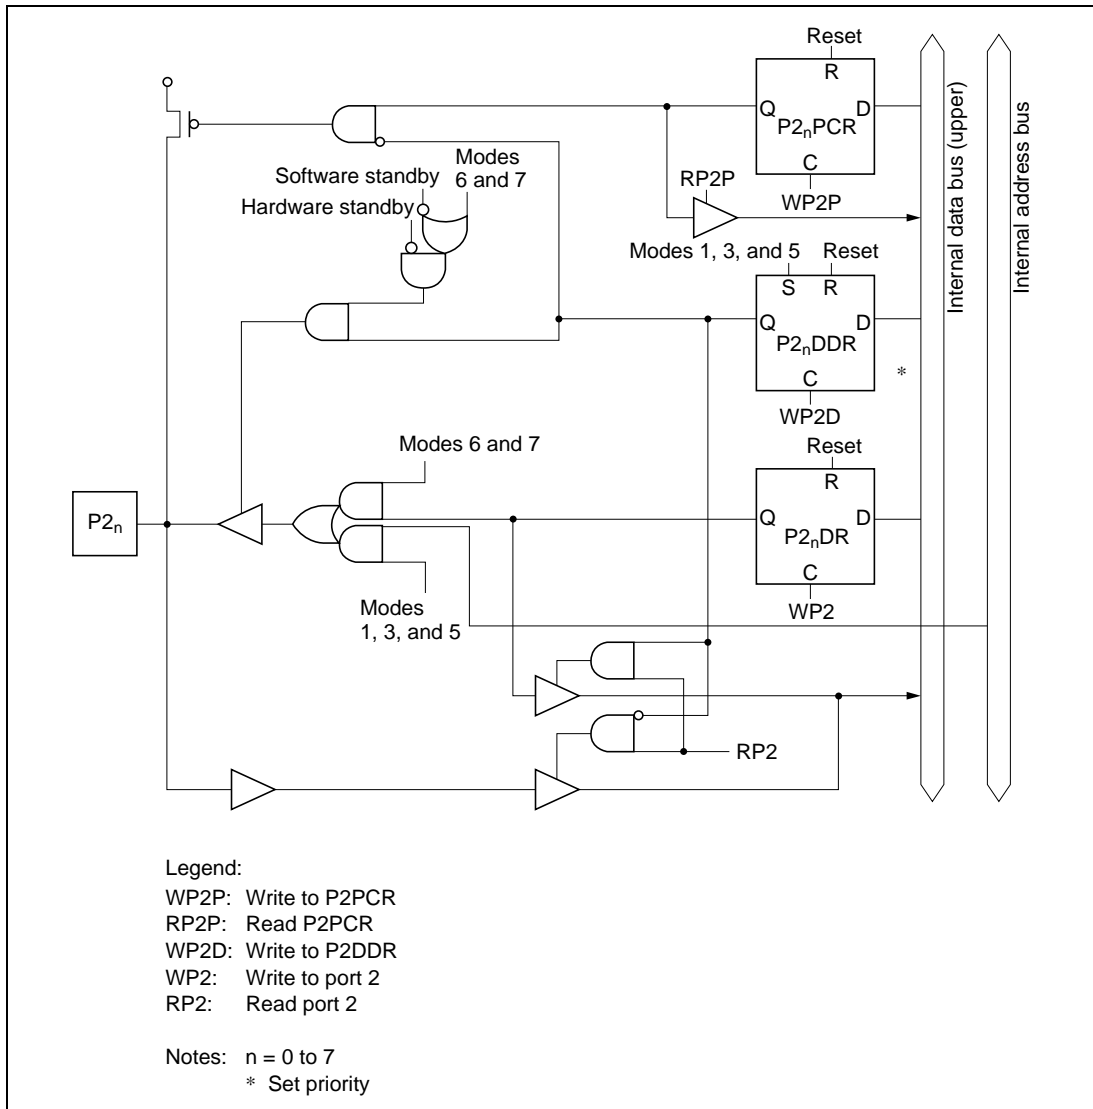 Reset
R
Q
D
P2nPCR
C
WP2P
RP2P
Internal data bus (upper)
Internal address bus
Software standby
Modes
6 and 7
Hardware standby
Modes 1, 3, and 5
Reset
S
R
Q
D
P2nDDR
C
WP2D
*
Modes 6 and 7
Reset
R
Q
D
P2nDR
C
WP2
P2n
Modes
1, 3, and 5
RP2
Legend:
WP2P: Write to P2PCR
RP2P: Read P2PCR
WP2D: Write to P2DDR
WP2: Write to port 2
RP2: Read port 2
Notes: n = 0 to 7
* Set priority